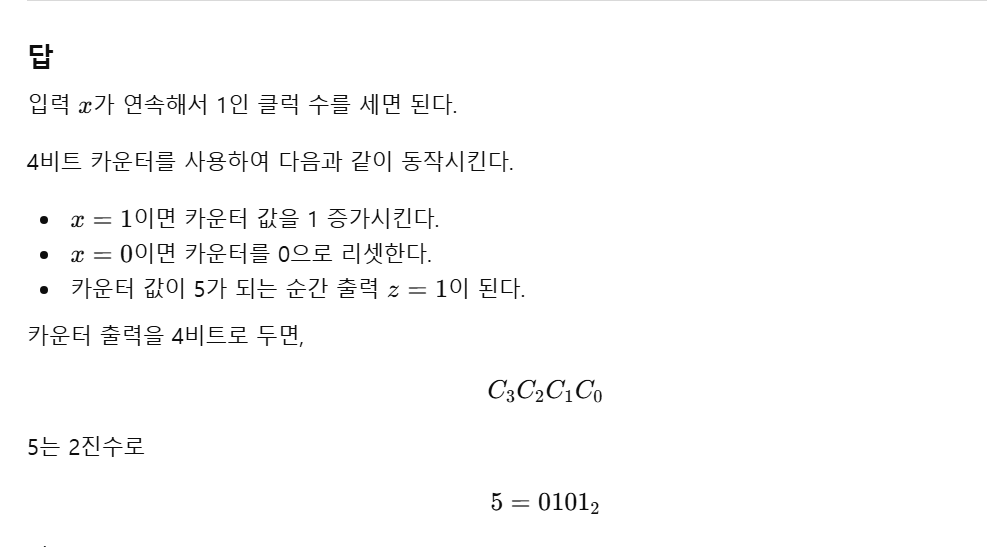 답
입력 x가 연속해서 1인 클럭 수를 세면 된다.
4비트 카운터를 사용하여 다음과 같이 동작시킨다.
• x = 1이면 카운터 값을 1 증가시킨다.
• x = 0이면 카운터를 0으로 리셋한다.
• 카운터 값이 5가 되는 순간 출력 z = 1이 된다.
카운터 출력을 4비트로 두면,
C₃C₂C₁C₀
5는 2진수로
5 = 0101₂